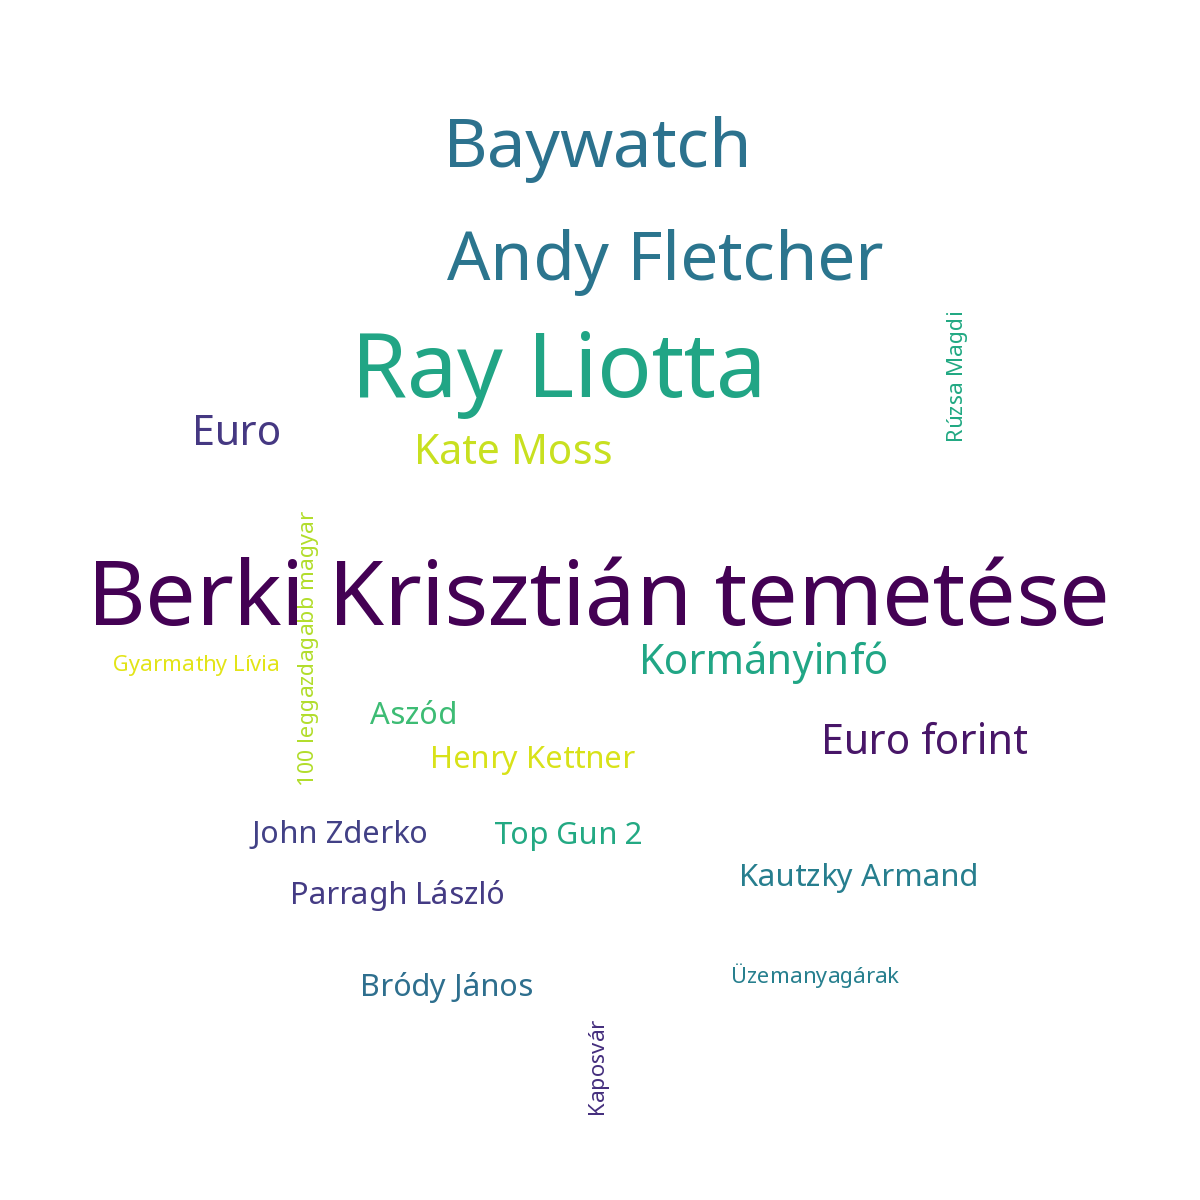 Baywatch
Andy Fletcher
Ray Liotta
Rúzsa Magdi
Euro
Kate Moss
100 leggazdagabb magyar
Berki Krisztián temetése
Gyarmathy Lívia
Kormányinfó
Aszód
Euro forint
Henry Kettner
John Zderko
Top Gun 2
Kautzky Armand
Parragh László
Bródy János
Üzemanyagárak
Kaposvár